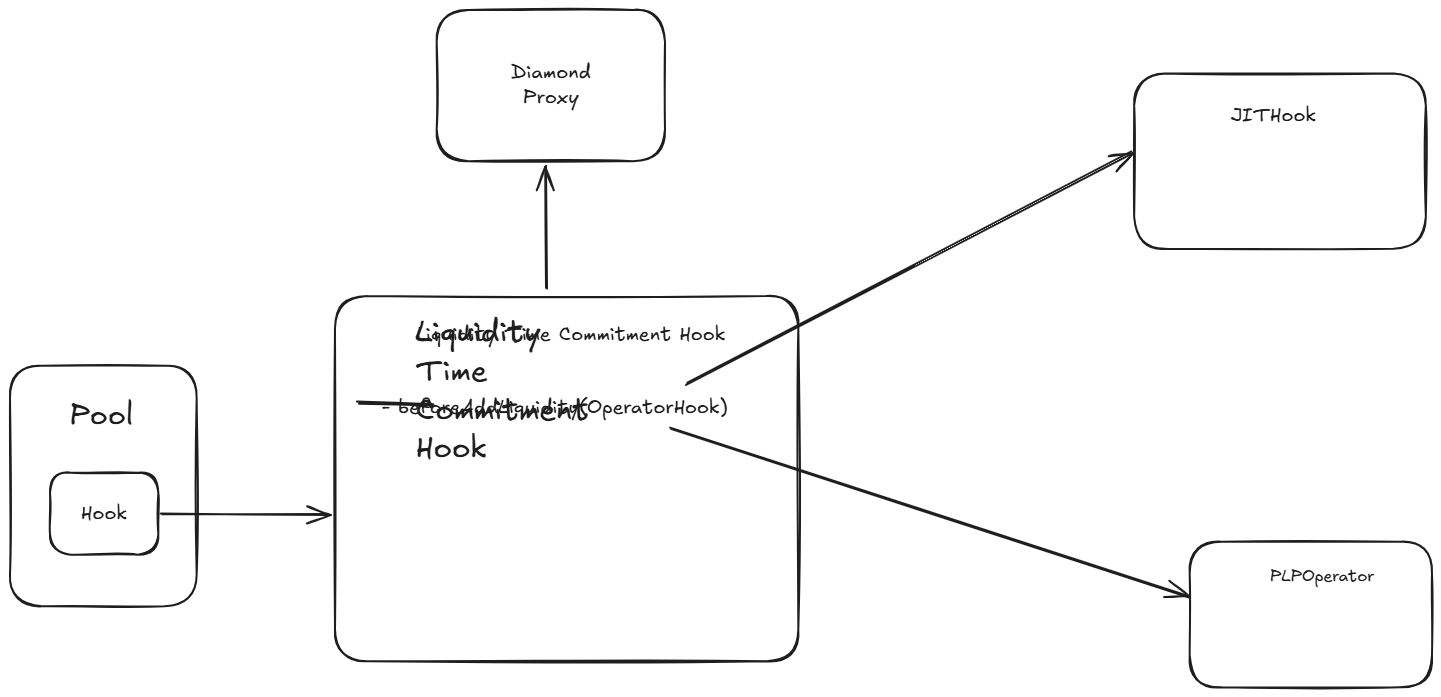 Diamond
Proxy
JITHook
Liquidity Time Commitment Hook
Liquidity
Time
Commitment
Hook
- beforeAddLiquidity(OperatorHook)
Pool
Hook
PLPOperator